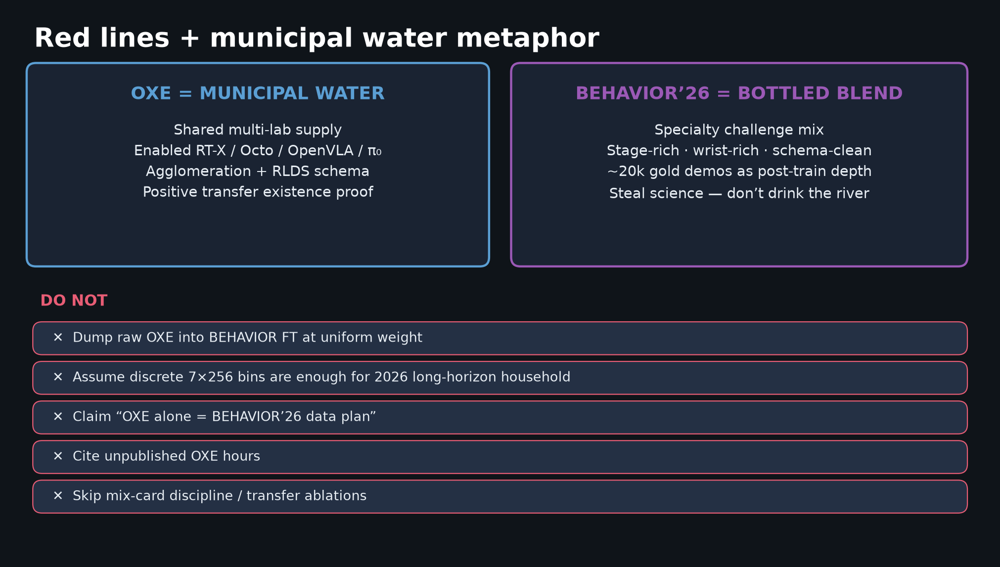 Red lines + municipal water metaphor
OXE = MUNICIPAL WATER
Shared multi-lab supply
Enabled RT-X / Octo / OpenVLA / π₀
Agglomeration + RLDS schema
Positive transfer existence proof
BEHAVIOR’26 = BOTTLED BLEND
Specialty challenge mix
Stage-rich · wrist-rich · schema-clean
~20k gold demos as post-train depth
Steal science — don’t drink the river
DO NOT
✕ Dump raw OXE into BEHAVIOR FT at uniform weight
✕ Assume discrete 7×256 bins are enough for 2026 long-horizon household
✕ Claim “OXE alone = BEHAVIOR’26 data plan”
✕ Cite unpublished OXE hours
✕ Skip mix-card discipline / transfer ablations